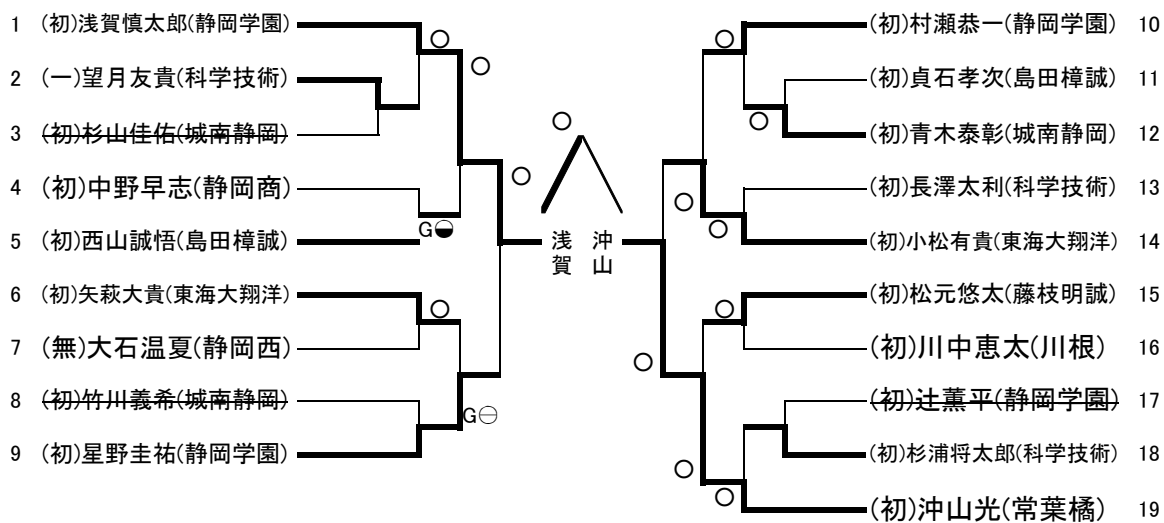 1 (初)浅賀慎太郎(静岡学園)
2 (一)望月友貴(科学技術)
3 (初)杉山佳佑(城南静岡)
4 (初)中野早志(静岡商)
5 (初)西山誠悟(島田樟誠)
6 (初)矢萩大貴(東海大翔洋)
7 (無)大石温夏(静岡西)
8 (初)竹川義希(城南静岡)
9 (初)星野圭祐(静岡学園)
G
G
浅賀
沖山
(初)村瀬恭一(静岡学園) 10
(初)貞石孝次(島田樟誠) 11
(初)青木泰彰(城南静岡) 12
(初)長澤太利(科学技術) 13
(初)小松有貴(東海大翔洋) 14
(初)松元悠太(藤枝明誠) 15
(初)川中恵太(川根) 16
(初)辻薫平(静岡学園) 17
(初)杉浦将太郎(科学技術) 18
(初)沖山光(常葉橘) 19